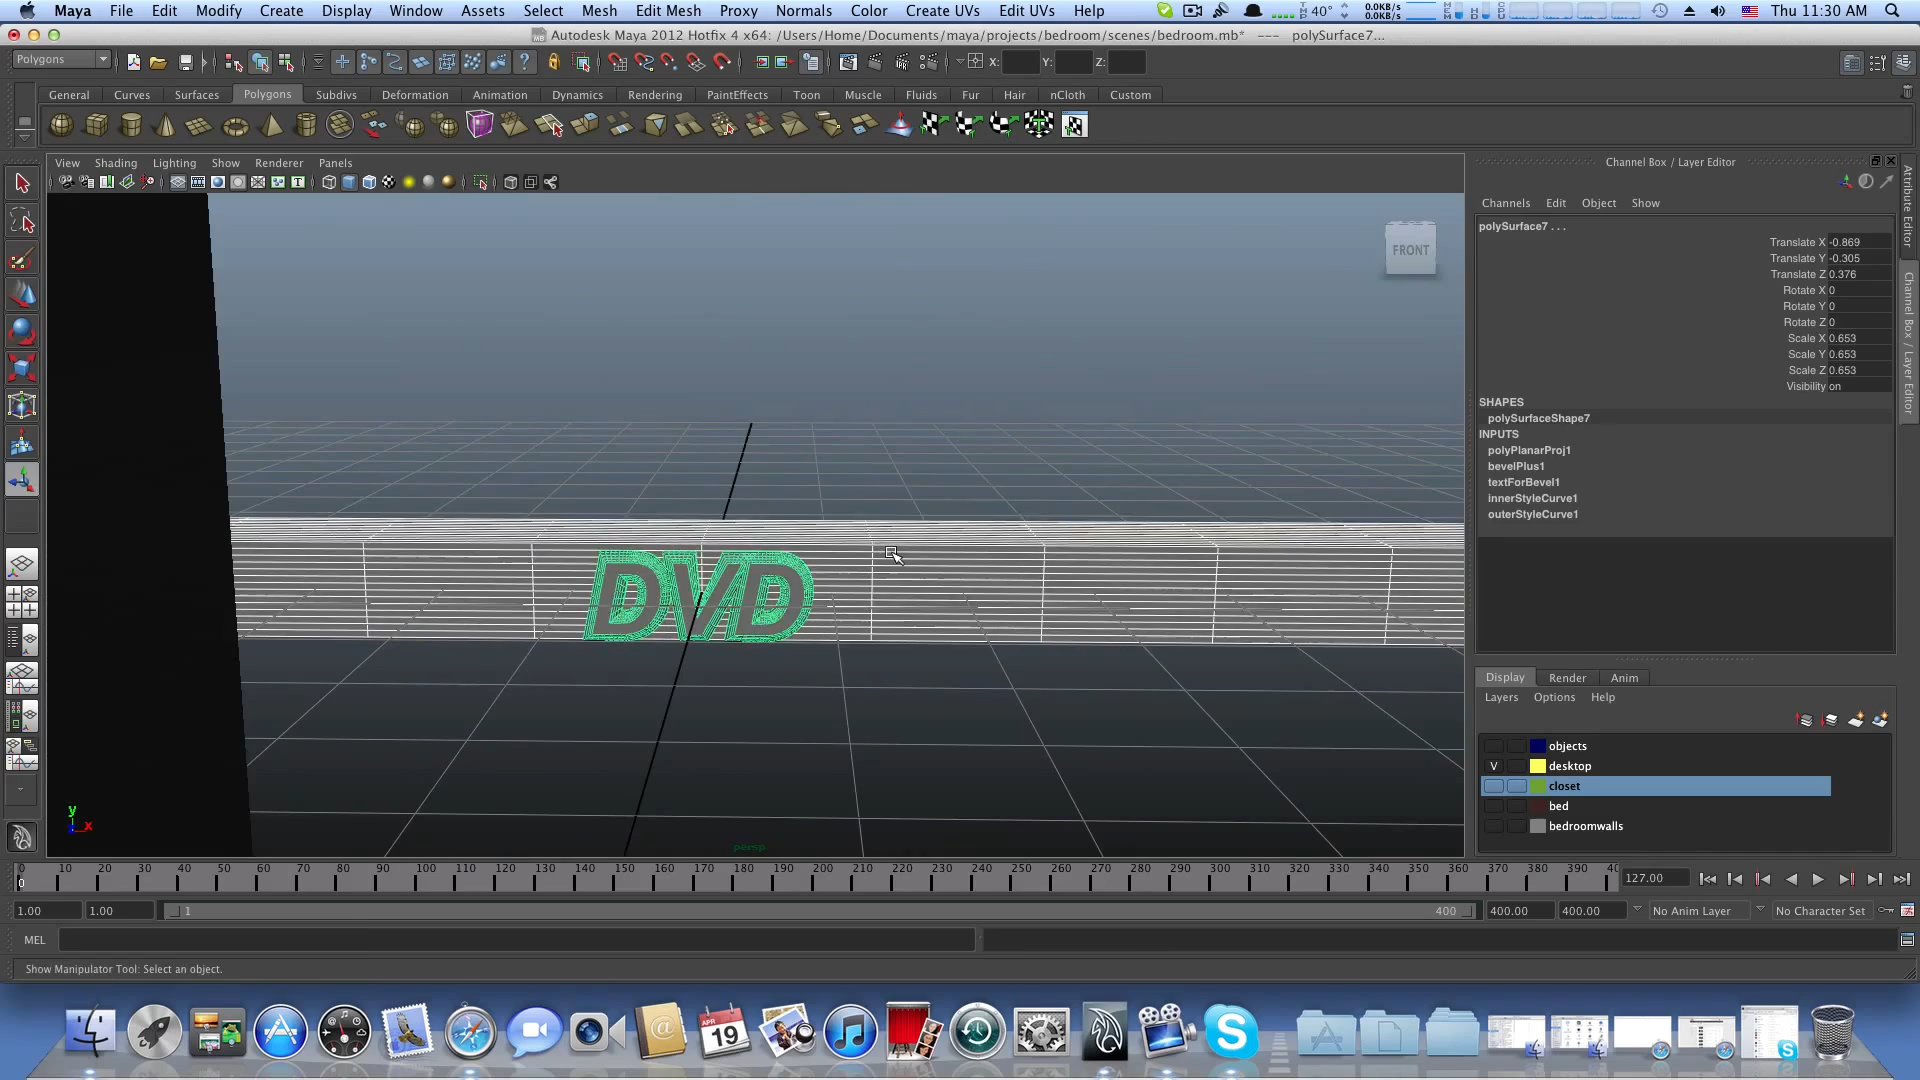 Maya File Edit Modify Create Display Window Assets Select Mesh Edit Mesh Proxy Normals Color Create UVs Edit UVs Help 40° 0.0KB/s 0.0KB/s Thu 11:30 AM
Autodesk Maya 2012 Hotfix 4 x64: /Users/Home/Documents/maya/projects/bedroom/scenes/bedroom.mb* --- polySurface7...
Polygons X: Y: Z:
General Curves Surfaces Polygons Subdivs Deformation Animation Dynamics Rendering PaintEffects Toon Muscle Fluids Fur Hair nCloth Custom
View Shading Lighting Show Renderer Panels
Channel Box / Layer Editor
Channels Edit Object Show
polySurface7 . . .
Translate X -0.869
Translate Y -0.305
Translate Z 0.376
Rotate X 0
Rotate Y 0
Rotate Z 0
Scale X 0.653
Scale Y 0.653
Scale Z 0.653
Visibility on
SHAPES
polySurfaceShape7
INPUTS
polyPlanarProj1
bevelPlus1
textForBevel1
innerStyleCurve1
outerStyleCurve1
Attribute Editor
Channel Box / Layer Editor
FRONT
DVD
y
x
persp
Display Render Anim
Layers Options Help
objects
V desktop
closet
bed
bedroomwalls
0 10 20 30 40 50 60 70 80 90 100 110 120 130 140 150 160 170 180 190 200 210 220 230 240 250 260 270 280 290 300 310 320 330 340 350 360 370 380 390 40
0 127.00
1.00 1.00 1 400 400.00 400.00 No Anim Layer No Character Set
MEL
Show Manipulator Tool: Select an object.
APR
19